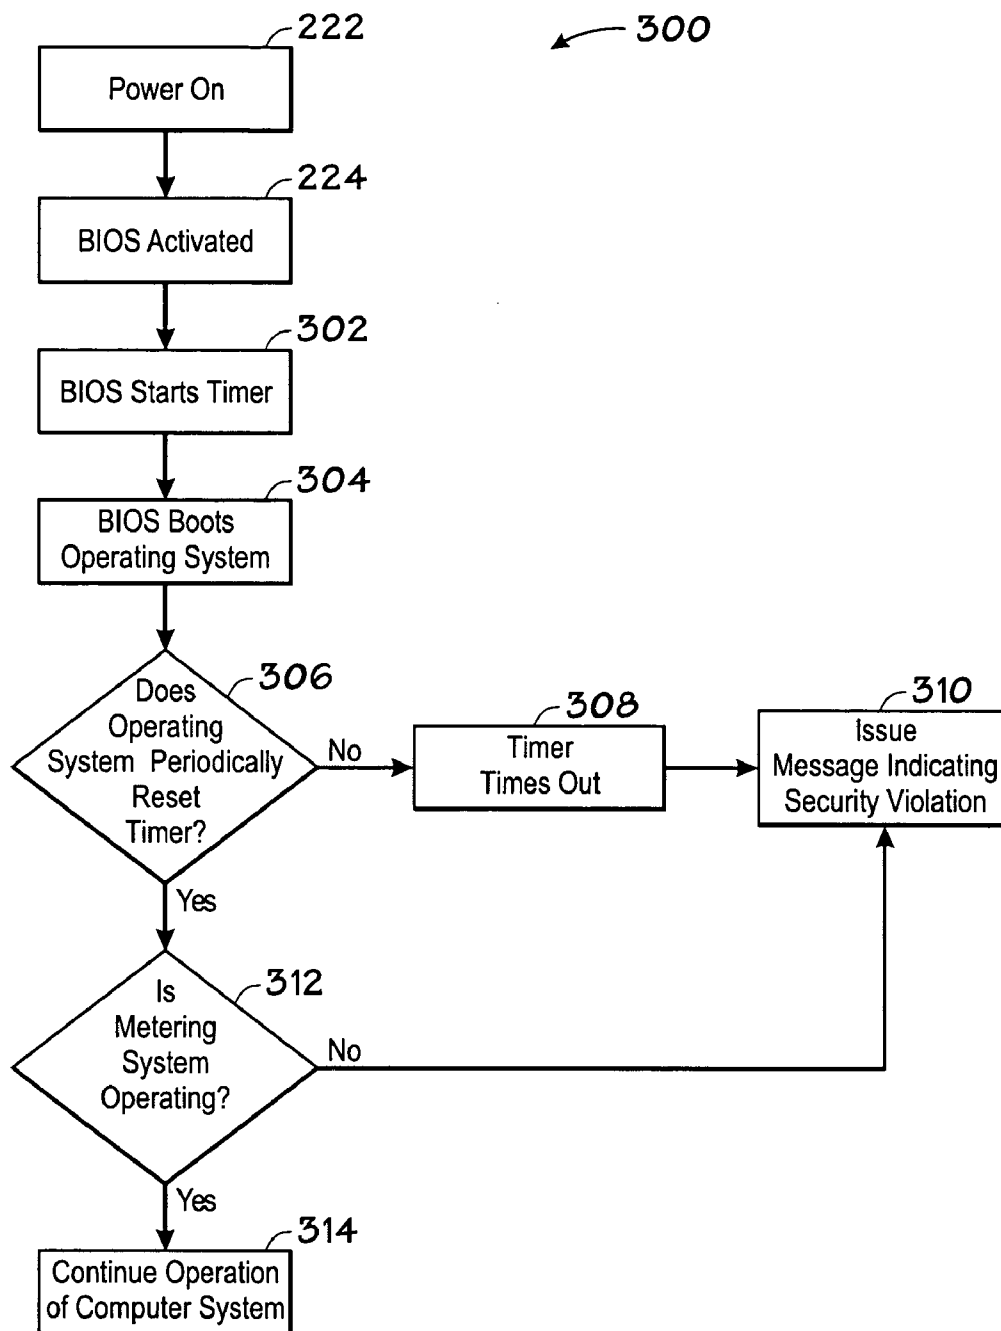 300
222
Power On
224
BIOS Activated
302
BIOS Starts Timer
304
BIOS Boots
Operating System
306
Does
Operating
System Periodically
Reset
Timer?
No
308
Timer
Times Out
310
Issue
Message Indicating
Security Violation
Yes
312
Is
Metering
System
Operating?
No
Yes
314
Continue Operation
of Computer System